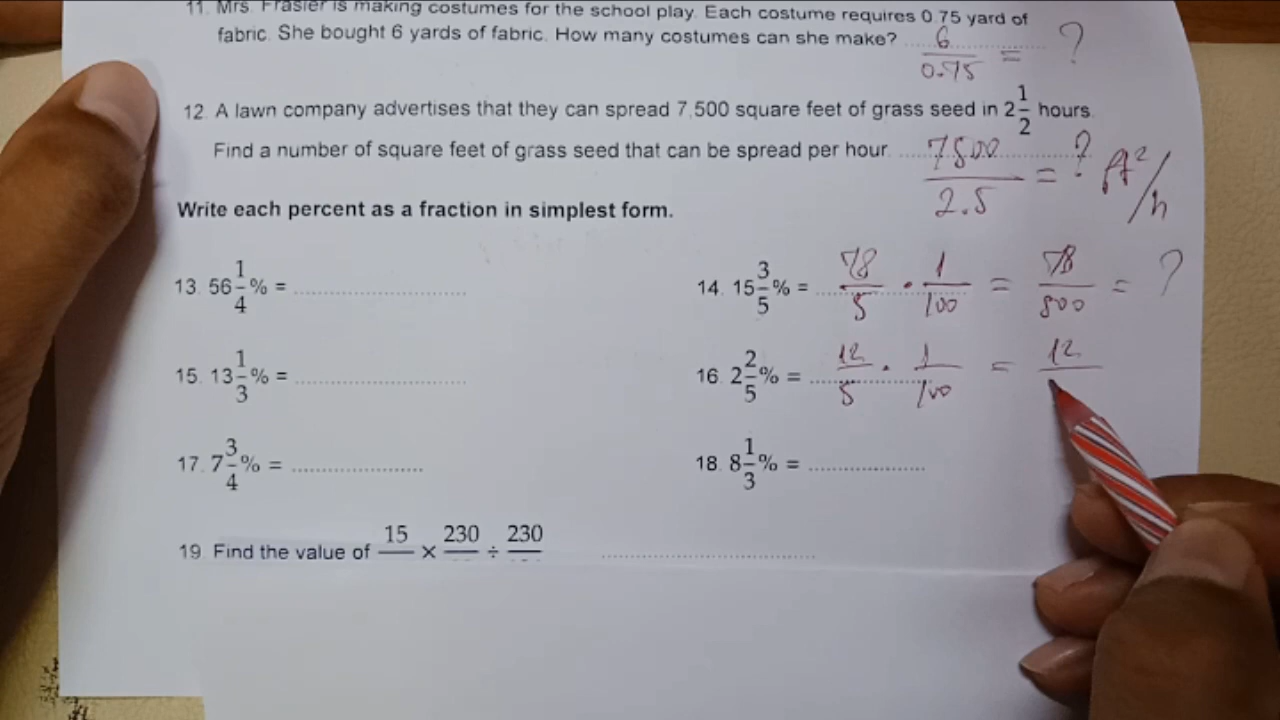 11. Mrs. Frasier is making costumes for the school play. Each costume requires 0.75 yard of
fabric. She bought 6 yards of fabric. How many costumes can she make? ........ 6/0.75 = ?
12. A lawn company advertises that they can spread 7,500 square feet of grass seed in 2 1/2 hours.
Find a number of square feet of grass seed that can be spread per hour. ........ 7500/2.5 = ? ft²/h
Write each percent as a fraction in simplest form.
13. 56 1/4 % = ........
14. 15 3/5 % = 78/5 · 1/100 = 78/500 = ?
15. 13 1/3 % = ........
16. 2 2/5 % = 12/5 · 1/100 = 12/
17. 7 3/4 % = ........
18. 8 1/3 % = ........
19. Find the value of 15/ × 230/ ÷ 230/ ........